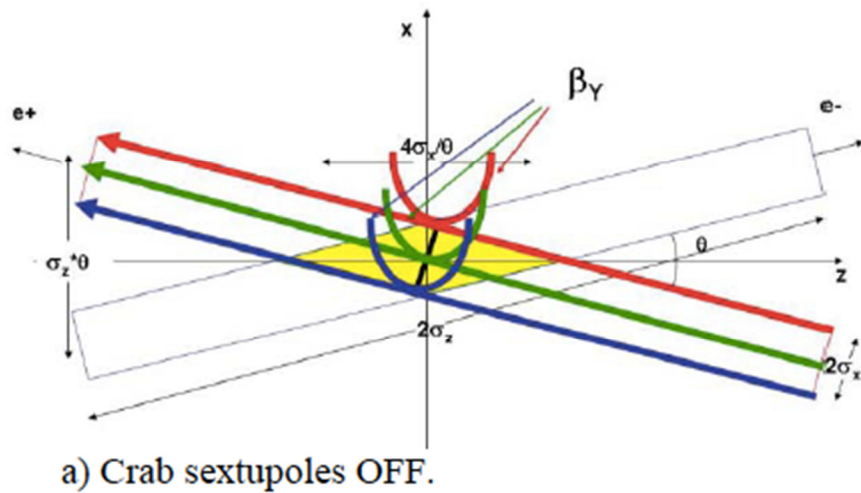 x
β_Y
e+
e-
4σ_x/θ
θ
σ_z*θ
z
2σ_z
2σ_x
a) Crab sextupoles OFF.